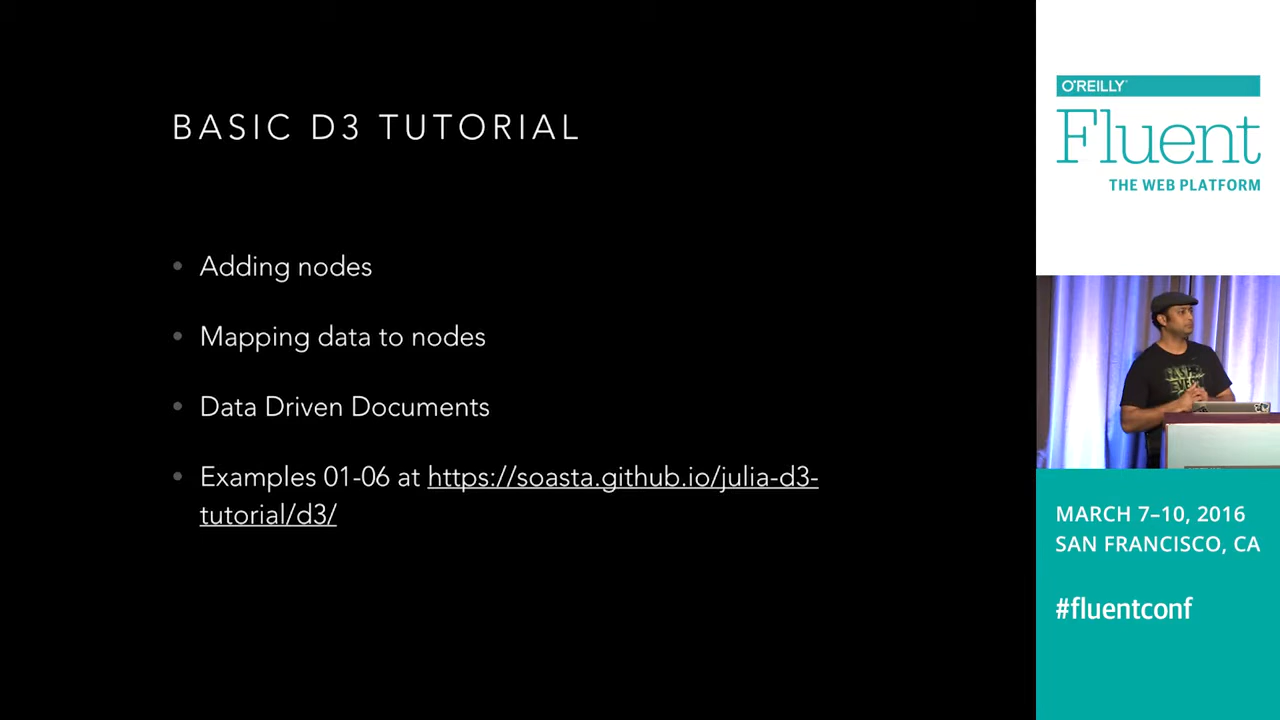 BASIC D3 TUTORIAL
• Adding nodes
• Mapping data to nodes
• Data Driven Documents
• Examples 01-06 at https://soasta.github.io/julia-d3-
tutorial/d3/
O'REILLY
Fluent
THE WEB PLATFORM
MARCH 7–10, 2016
SAN FRANCISCO, CA
#fluentconf